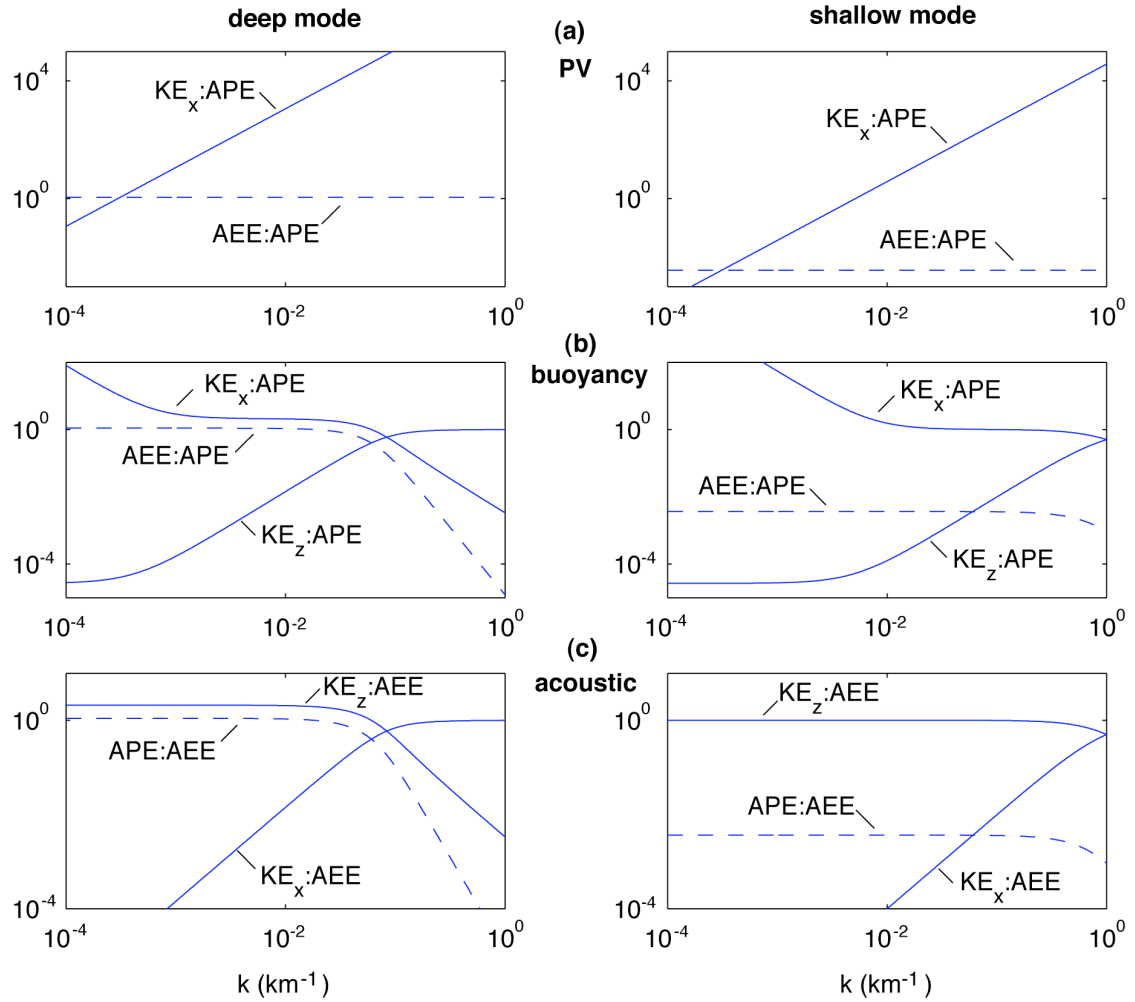 deep mode
shallow mode
(a)
PV
10^4
10^0
KE_x:APE
AEE:APE
10^-4
10^-2
10^0
10^4
10^0
KE_x:APE
AEE:APE
10^-4
10^-2
10^0
(b)
buoyancy
10^0
10^-4
KE_x:APE
AEE:APE
KE_z:APE
10^-4
10^-2
10^0
10^0
10^-4
KE_x:APE
AEE:APE
KE_z:APE
10^-4
10^-2
10^0
(c)
acoustic
10^0
10^-4
KE_z:AEE
APE:AEE
KE_x:AEE
10^-4
10^-2
10^0
k (km^-1)
10^0
10^-4
KE_z:AEE
APE:AEE
KE_x:AEE
10^-4
10^-2
10^0
k (km^-1)